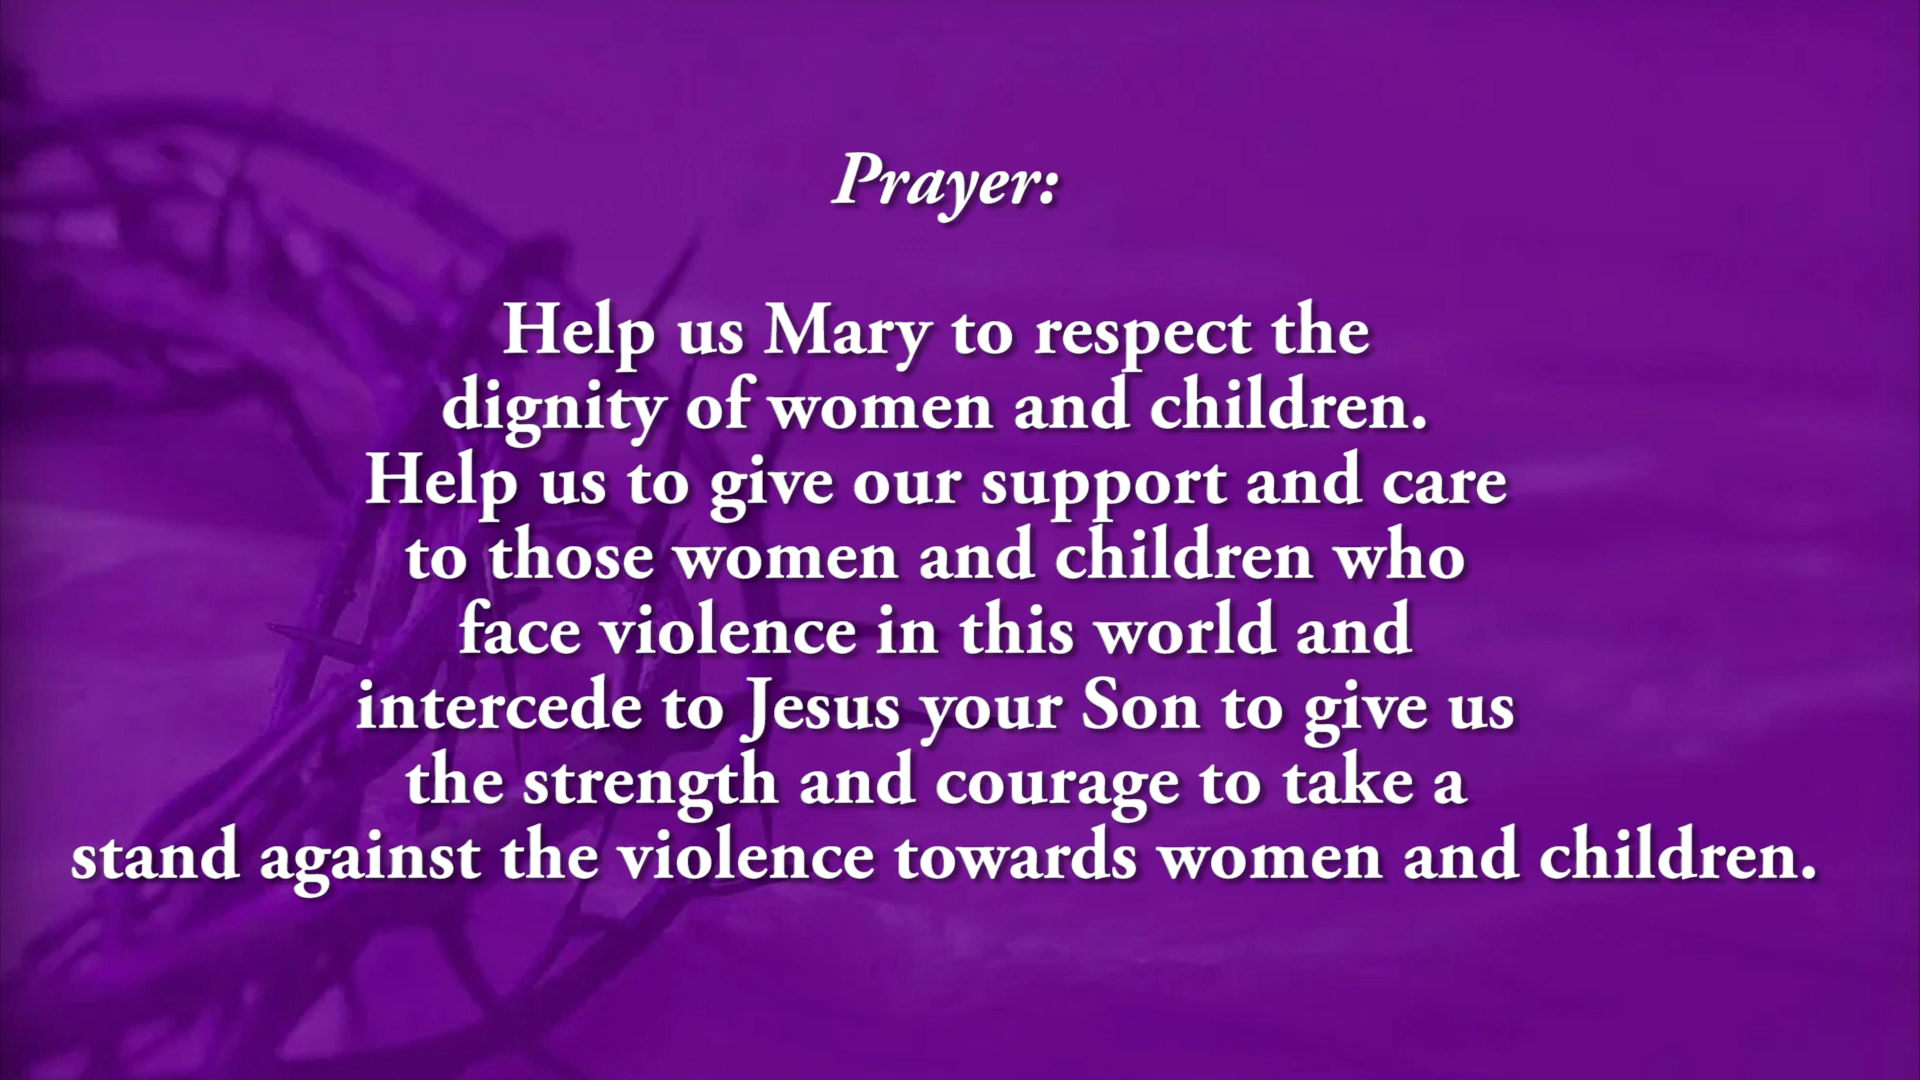 Prayer:
Help us Mary to respect the
dignity of women and children.
Help us to give our support and care
to those women and children who
face violence in this world and
intercede to Jesus your Son to give us
the strength and courage to take a
stand against the violence towards women and children.